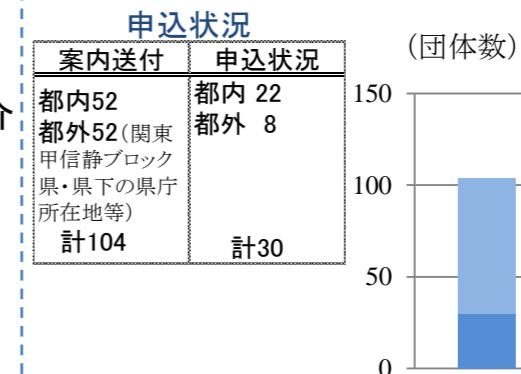 申込状況
案内送付
都内52
都外52(関東
甲信静ブロック
県・県下の県庁
所在地等)
計104
申込状況
都内 22
都外 8
計30
介
(団体数)
150
100
50
0